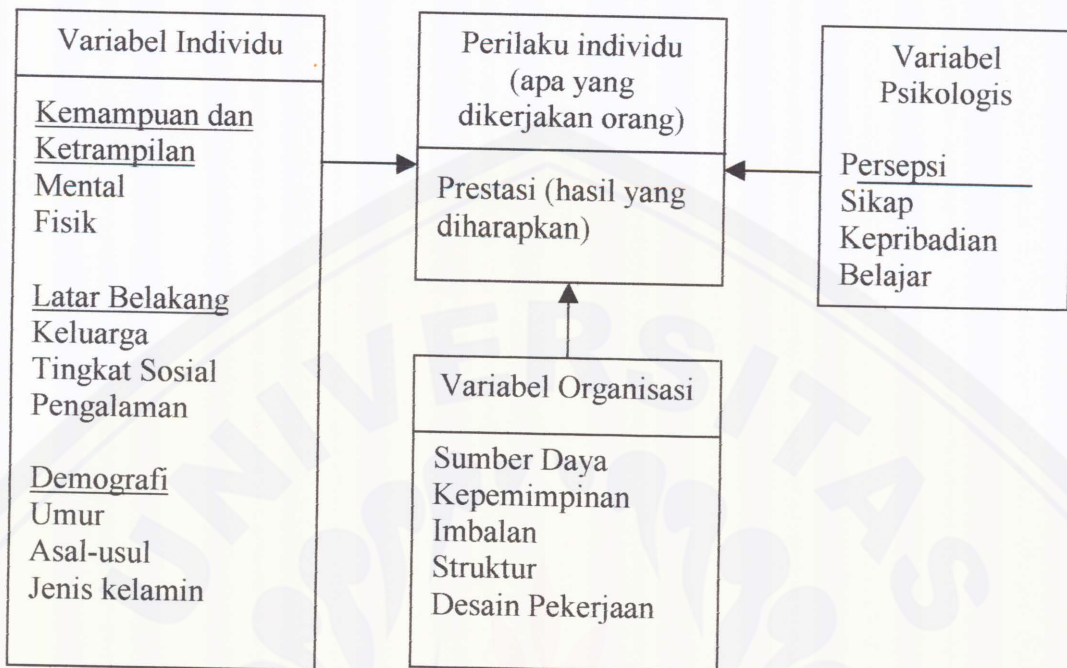 Variabel Individu
Kemampuan dan
Ketrampilan
Mental
Fisik
Latar Belakang
Keluarga
Tingkat Sosial
Pengalaman
Demografi
Umur
Asal-usul
Jenis kelamin
Perilaku individu
(apa yang
dikerjakan orang)
Prestasi (hasil yang
diharapkan)
Variabel
Psikologis
Persepsi
Sikap
Kepribadian
Belajar
Variabel Organisasi
Sumber Daya
Kepemimpinan
Imbalan
Struktur
Desain Pekerjaan
UNIVERSITAS